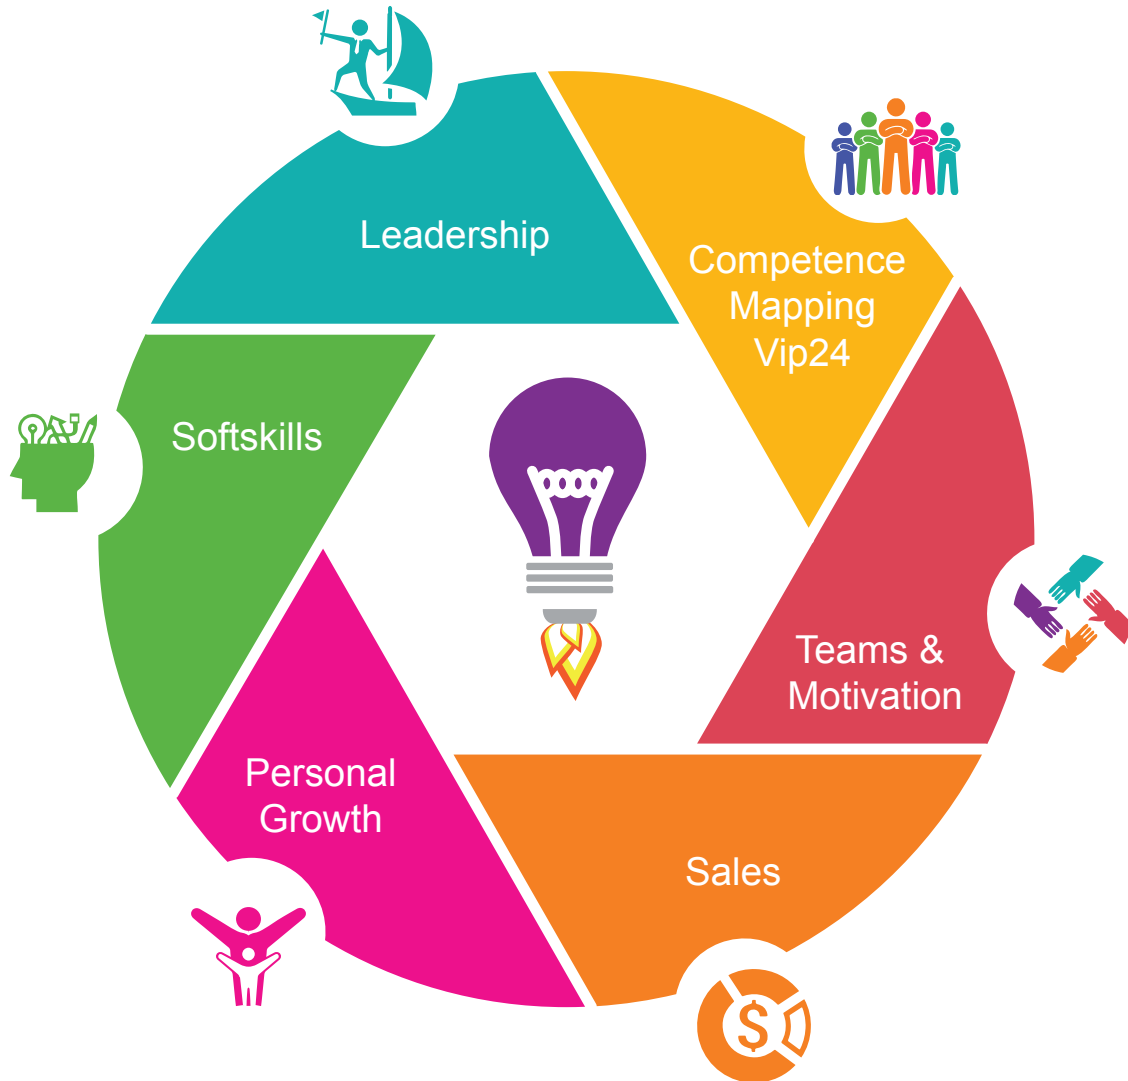 Leadership
Competence
Mapping
Vip24
Softskills
Teams &
Motivation
Personal
Growth
Sales
$